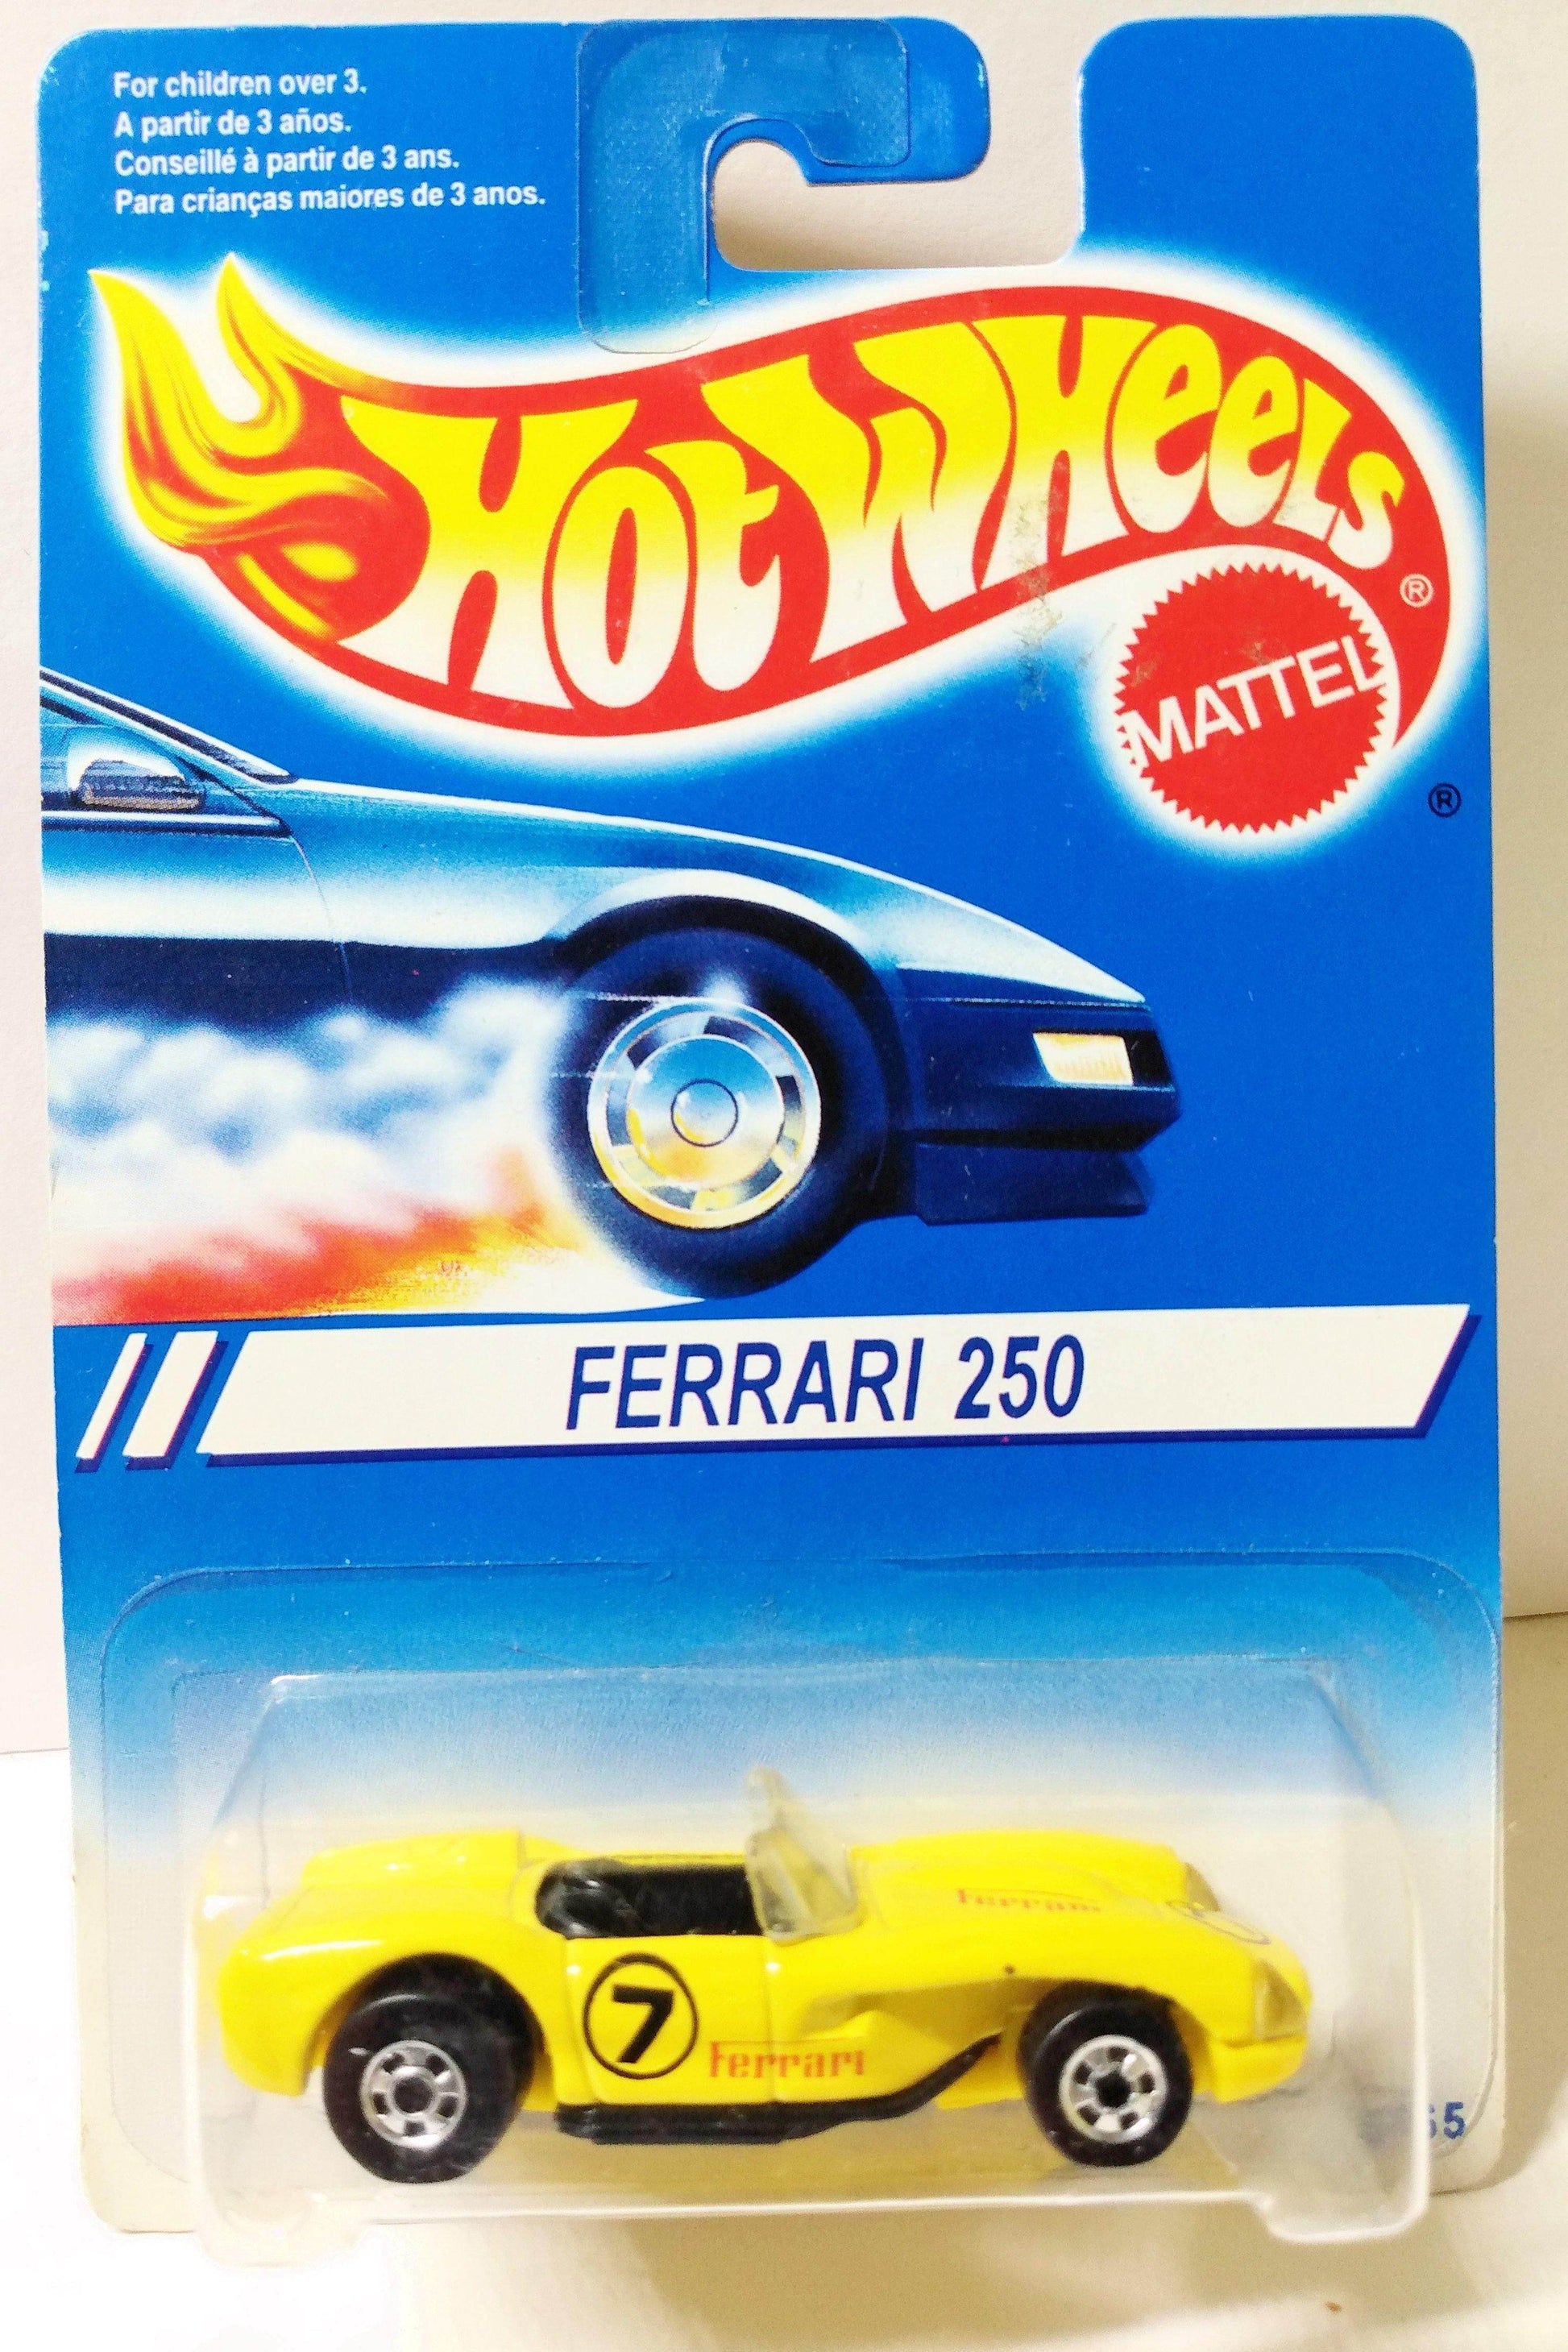 For children over 3.
A partir de 3 años.
Conseillé à partir de 3 ans.
Para crianças maiores de 3 anos.
HOT WHEELS ®
MATTEL
®
FERRARI 250
Ferrari
7
Ferrari